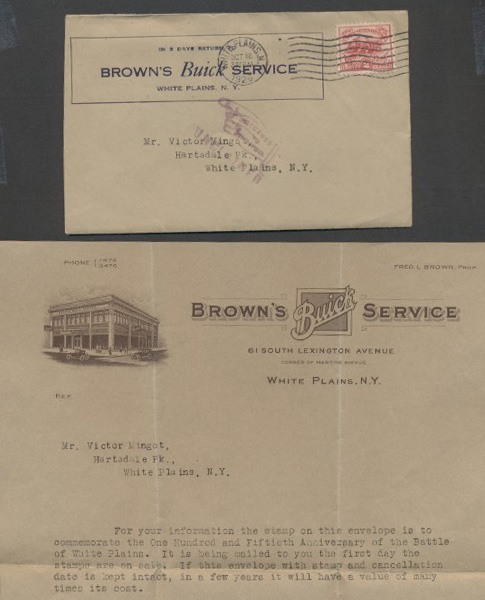 IN 5 DAYS RETURN
BROWN'S Buick SERVICE
WHITE PLAINS, N. Y.
WHITE PLAINS, N.Y.
OCT
1926
Mr. Victor Mingot,
Hartsdale Pk.,
White Plains, N.Y.
PHONE
FRED L. BROWN, PROP.
BROWN'S Buick SERVICE
61 SOUTH LEXINGTON AVENUE
CORNER OF MARTINE AVENUE
WHITE PLAINS, N.Y.
REF.
Mr. Victor Mingot,
Hartsdale Pk.,
White Plains, N.Y.
For your information the stamp on this envelope is to
commemorate the One Hundred and Fiftieth Anniversary of the Battle
of White Plains. It is being mailed to you the first day the
stamps are on sale. If this envelope with stamp and cancellation
date is kept intact, in a few years it will have a value of many
times its cost.